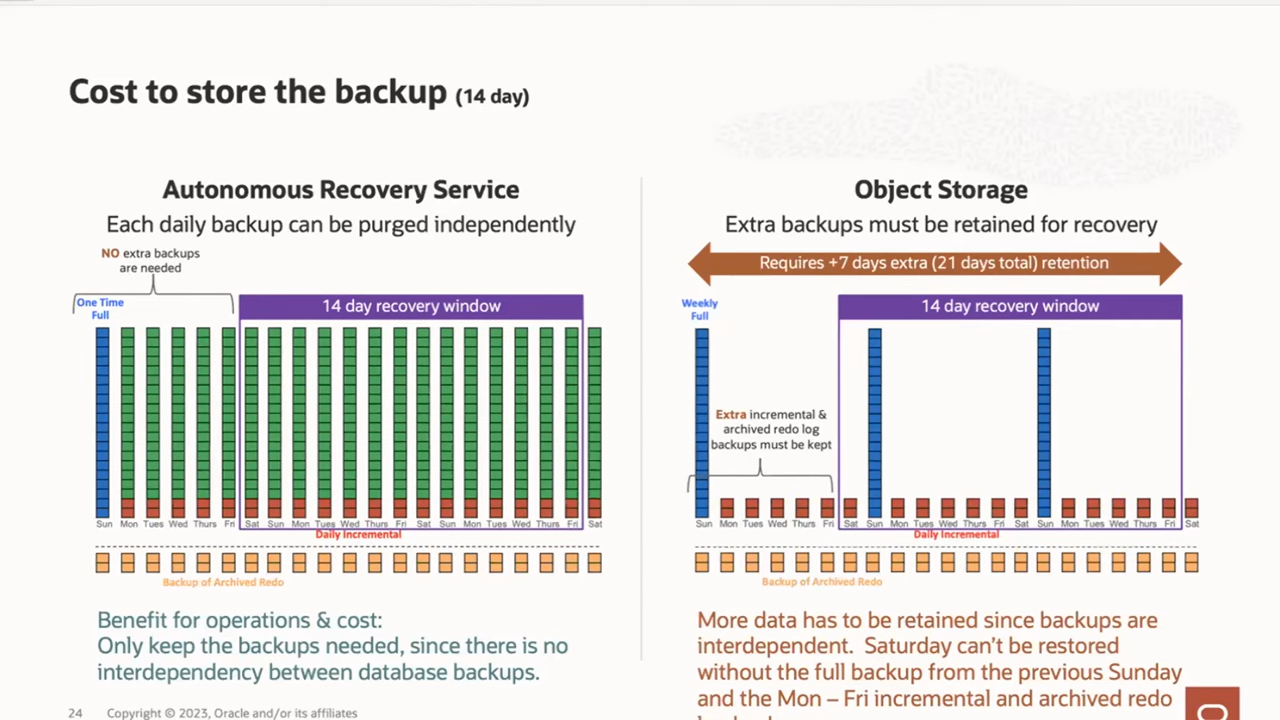 Cost to store the backup (14 day)
Autonomous Recovery Service
Each daily backup can be purged independently
NO extra backups
are needed
One Time
Full
14 day recovery window
Sun Mon Tues Wed Thurs Fri Sat Sun Mon Tues Wed Thurs Fri Sat Sun Mon Tues Wed Thurs Fri Sat
Daily Incremental
Backup of Archived Redo
Benefit for operations & cost:
Only keep the backups needed, since there is no
interdependency between database backups.
Object Storage
Extra backups must be retained for recovery
Requires +7 days extra (21 days total) retention
Weekly
Full
14 day recovery window
Extra incremental &
archived redo log
backups must be kept
Sun Mon Tues Wed Thurs Fri Sat Sun Mon Tues Wed Thurs Fri Sat Sun Mon Tues Wed Thurs Fri Sat
Daily Incremental
Backup of Archived Redo
More data has to be retained since backups are
interdependent. Saturday can't be restored
without the full backup from the previous Sunday
and the Mon – Fri incremental and archived redo
24 Copyright © 2023, Oracle and/or its affiliates